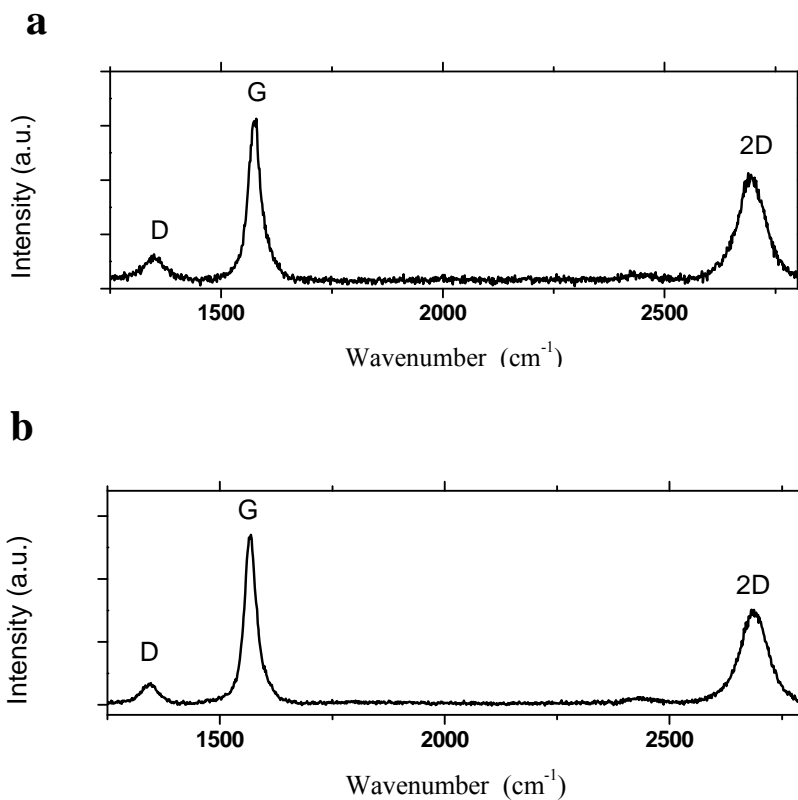 a
G
2D
D
Intensity (a.u.)
1500 2000 2500
Wavenumber (cm-1)
b
G
2D
D
Intensity (a.u.)
1500 2000 2500
Wavenumber (cm-1)